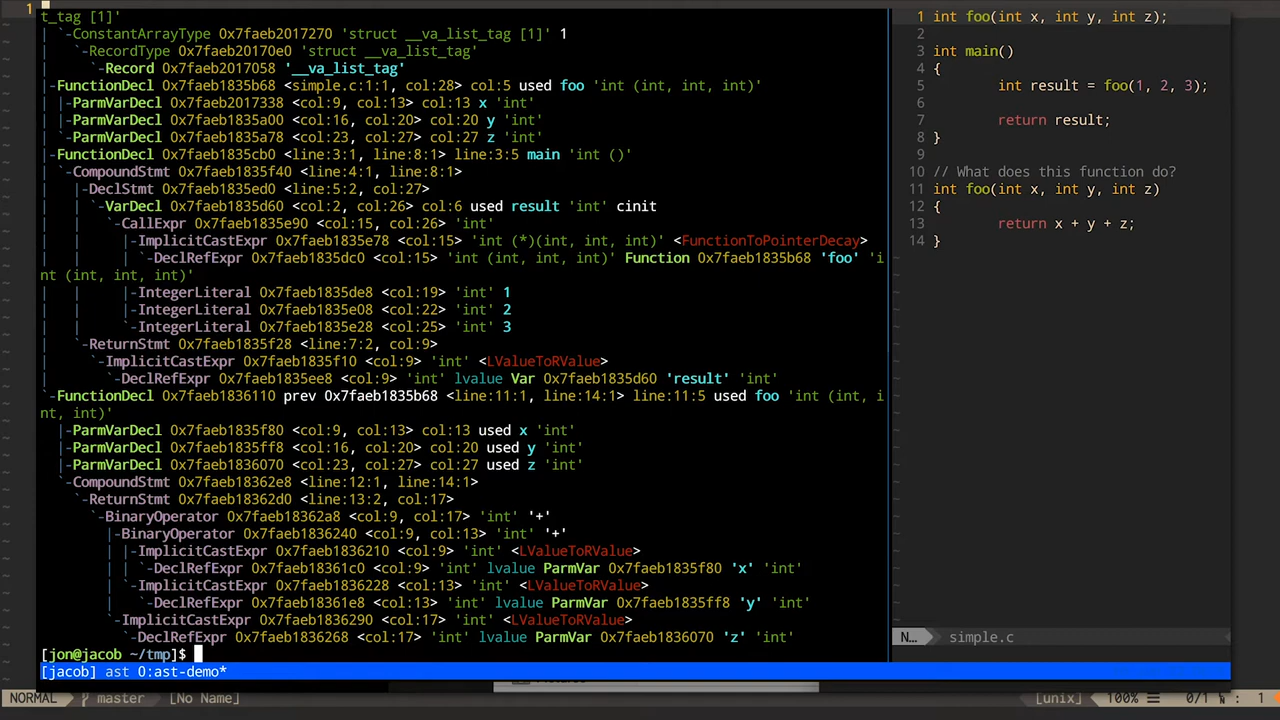 1
t_tag [1]'
| `-ConstantArrayType 0x7faeb2017270 'struct __va_list_tag [1]' 1
|   `-RecordType 0x7faeb20170e0 'struct __va_list_tag'
|     `-Record 0x7faeb2017058 '__va_list_tag'
|-FunctionDecl 0x7faeb1835b68 <simple.c:1:1, col:28> col:5 used foo 'int (int, int, int)'
| |-ParmVarDecl 0x7faeb2017338 <col:9, col:13> col:13 x 'int'
| |-ParmVarDecl 0x7faeb1835a00 <col:16, col:20> col:20 y 'int'
| `-ParmVarDecl 0x7faeb1835a78 <col:23, col:27> col:27 z 'int'
|-FunctionDecl 0x7faeb1835cb0 <line:3:1, line:8:1> line:3:5 main 'int ()'
| `-CompoundStmt 0x7faeb1835f40 <line:4:1, line:8:1>
|   |-DeclStmt 0x7faeb1835ed0 <line:5:2, col:27>
|   | `-VarDecl 0x7faeb1835d60 <col:2, col:26> col:6 used result 'int' cinit
|   |   `-CallExpr 0x7faeb1835e90 <col:15, col:26> 'int'
|   |     |-ImplicitCastExpr 0x7faeb1835e78 <col:15> 'int (*)(int, int, int)' <FunctionToPointerDecay>
|   |     | `-DeclRefExpr 0x7faeb1835dc0 <col:15> 'int (int, int, int)' Function 0x7faeb1835b68 'foo' 'i
nt (int, int, int)'
|   |     |-IntegerLiteral 0x7faeb1835de8 <col:19> 'int' 1
|   |     |-IntegerLiteral 0x7faeb1835e08 <col:22> 'int' 2
|   |     `-IntegerLiteral 0x7faeb1835e28 <col:25> 'int' 3
|   `-ReturnStmt 0x7faeb1835f28 <line:7:2, col:9>
|     `-ImplicitCastExpr 0x7faeb1835f10 <col:9> 'int' <LValueToRValue>
|       `-DeclRefExpr 0x7faeb1835ee8 <col:9> 'int' lvalue Var 0x7faeb1835d60 'result' 'int'
`-FunctionDecl 0x7faeb1836110 prev 0x7faeb1835b68 <line:11:1, line:14:1> line:11:5 used foo 'int (int, i
nt, int)'
  |-ParmVarDecl 0x7faeb1835f80 <col:9, col:13> col:13 used x 'int'
  |-ParmVarDecl 0x7faeb1835ff8 <col:16, col:20> col:20 used y 'int'
  |-ParmVarDecl 0x7faeb1836070 <col:23, col:27> col:27 used z 'int'
  `-CompoundStmt 0x7faeb18362e8 <line:12:1, line:14:1>
    `-ReturnStmt 0x7faeb18362d0 <line:13:2, col:17>
      `-BinaryOperator 0x7faeb18362a8 <col:9, col:17> 'int' '+'
        |-BinaryOperator 0x7faeb1836240 <col:9, col:13> 'int' '+'
        | |-ImplicitCastExpr 0x7faeb1836210 <col:9> 'int' <LValueToRValue>
        | | `-DeclRefExpr 0x7faeb18361c0 <col:9> 'int' lvalue ParmVar 0x7faeb1835f80 'x' 'int'
        | `-ImplicitCastExpr 0x7faeb1836228 <col:13> 'int' <LValueToRValue>
        |   `-DeclRefExpr 0x7faeb18361e8 <col:13> 'int' lvalue ParmVar 0x7faeb1835ff8 'y' 'int'
        `-ImplicitCastExpr 0x7faeb1836290 <col:17> 'int' <LValueToRValue>
          `-DeclRefExpr 0x7faeb1836268 <col:17> 'int' lvalue ParmVar 0x7faeb1836070 'z' 'int'
[jon@jacob ~/tmp]$
1 int foo(int x, int y, int z);
2
3 int main()
4 {
5         int result = foo(1, 2, 3);
6
7         return result;
8 }
9
10 // What does this function do?
11 int foo(int x, int y, int z)
12 {
13         return x + y + z;
14 }
N... simple.c
[jacob] ast 0:ast-demo*
NORMAL master [No Name] [unix] 100% 0/1 : 1